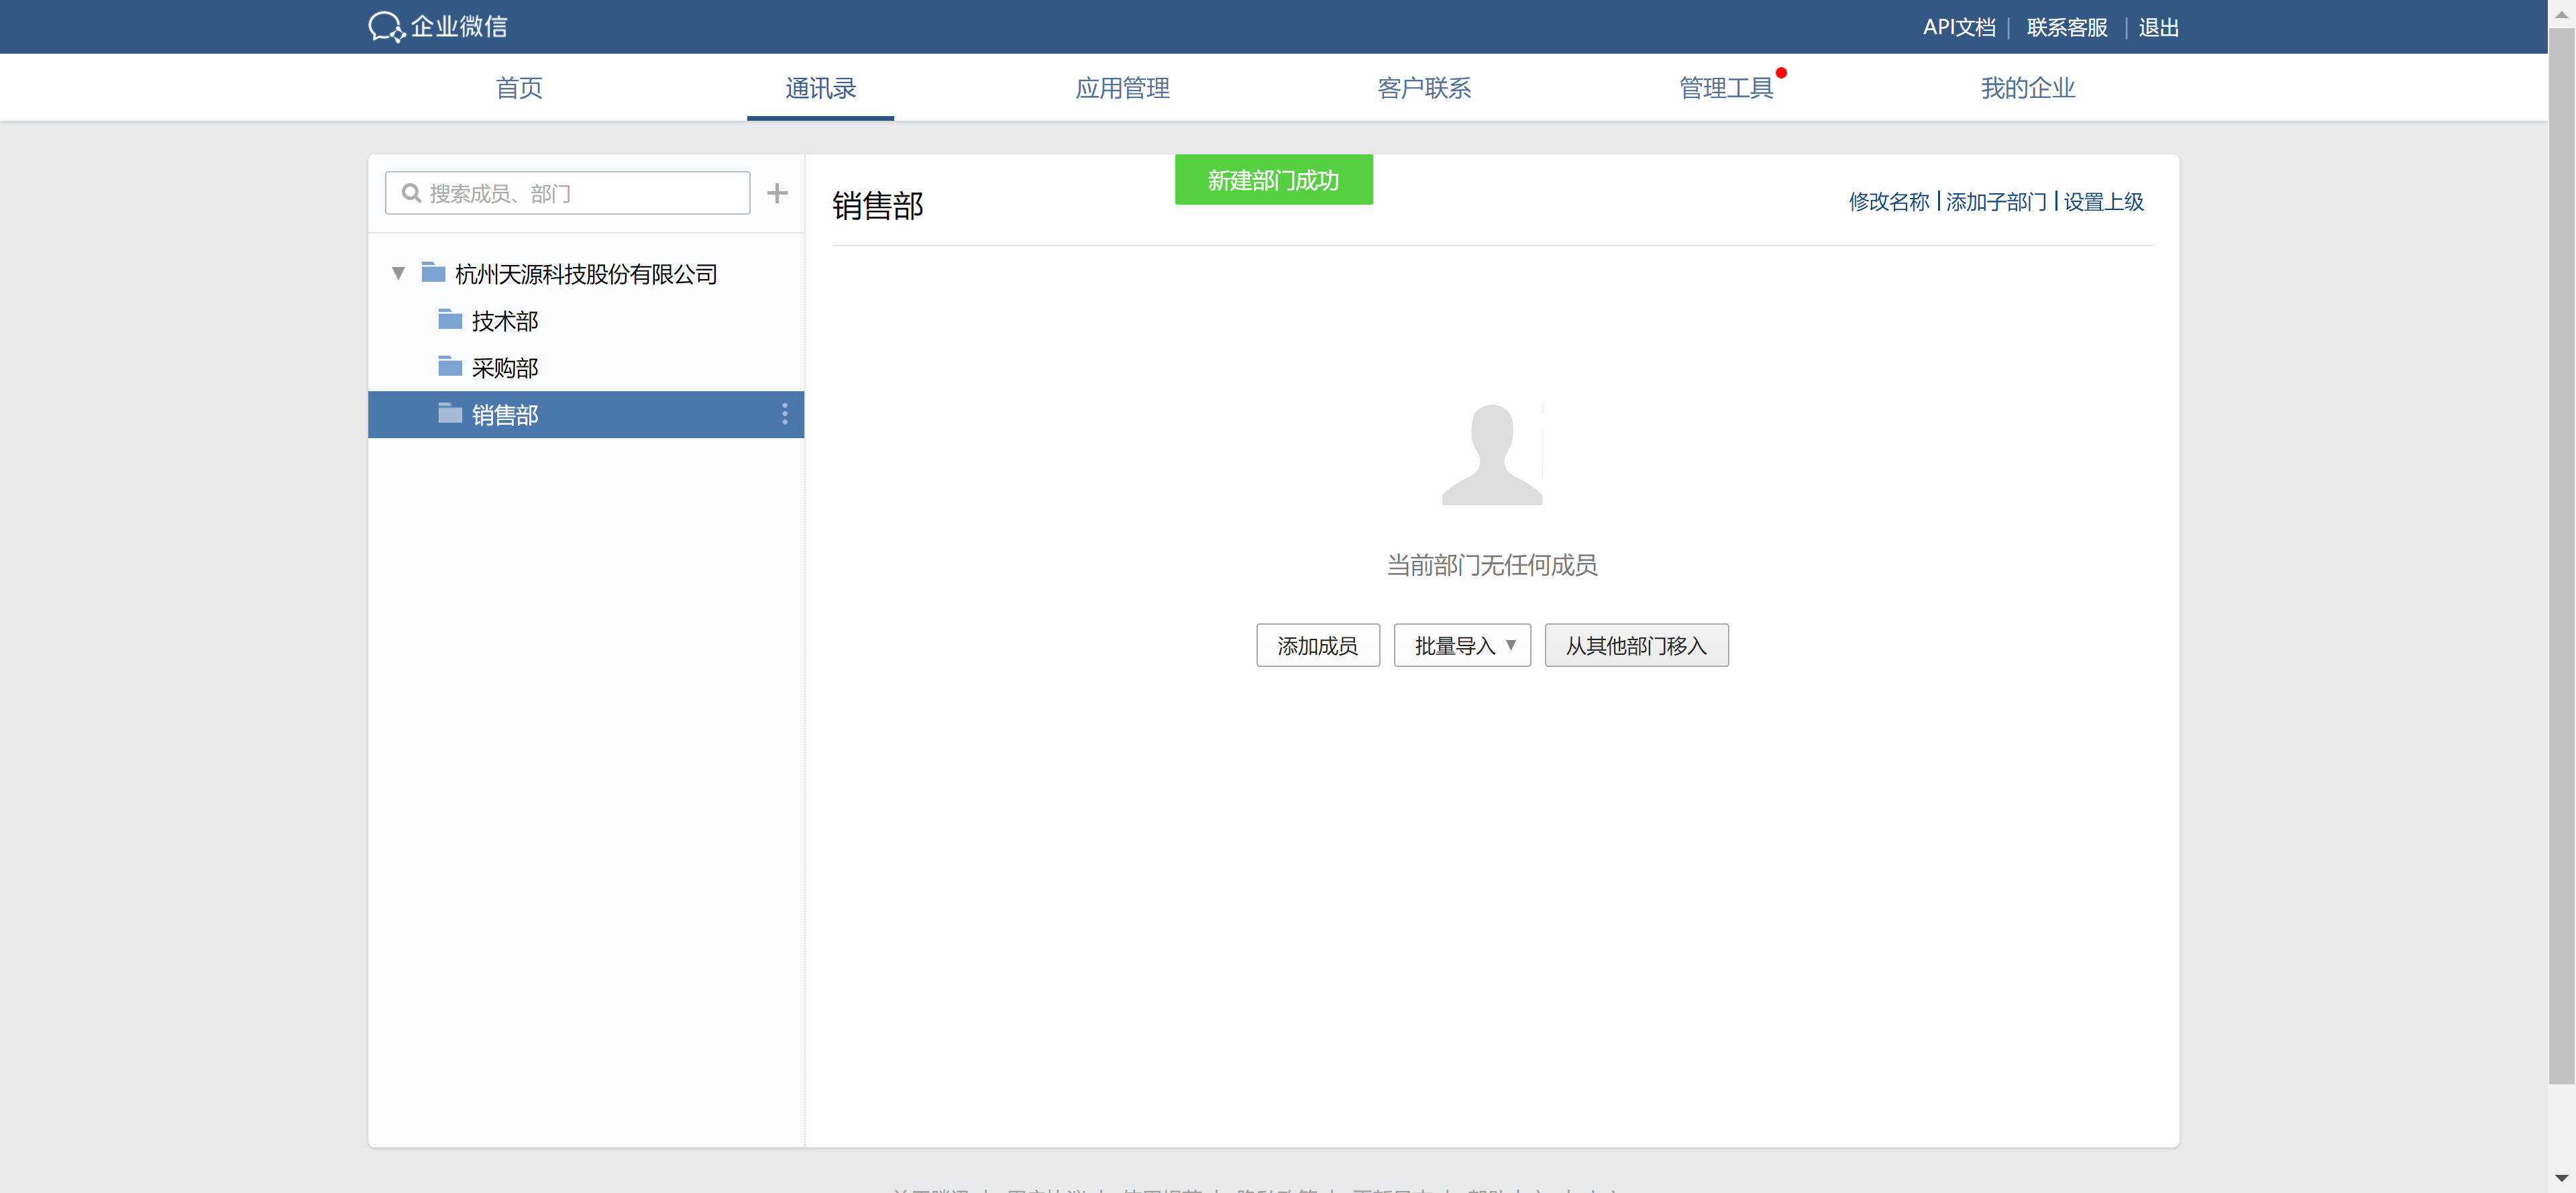 企业微信
API文档 | 联系客服 | 退出
首页 通讯录 应用管理 客户联系 管理工具 我的企业
搜索成员、部门
新建部门成功
销售部
修改名称 | 添加子部门 | 设置上级
杭州天源科技股份有限公司
技术部
采购部
销售部
当前部门无任何成员
添加成员 批量导入 从其他部门移入